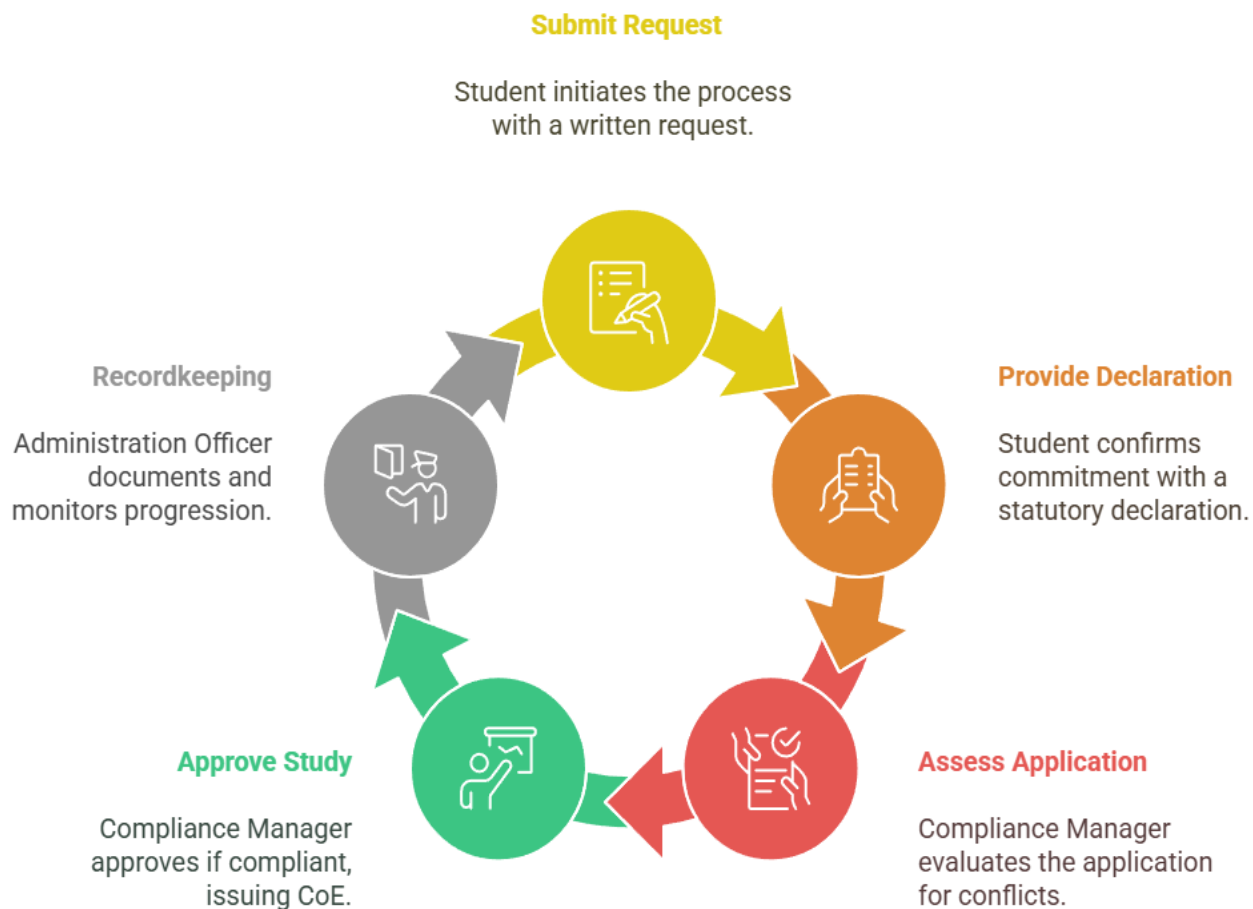 Submit Request
Student initiates the process
with a written request.
Provide Declaration
Student confirms
commitment with a
statutory declaration.
Assess Application
Compliance Manager
evaluates the application
for conflicts.
Approve Study
Compliance Manager
approves if compliant,
issuing CoE.
Recordkeeping
Administration Officer
documents and
monitors progression.